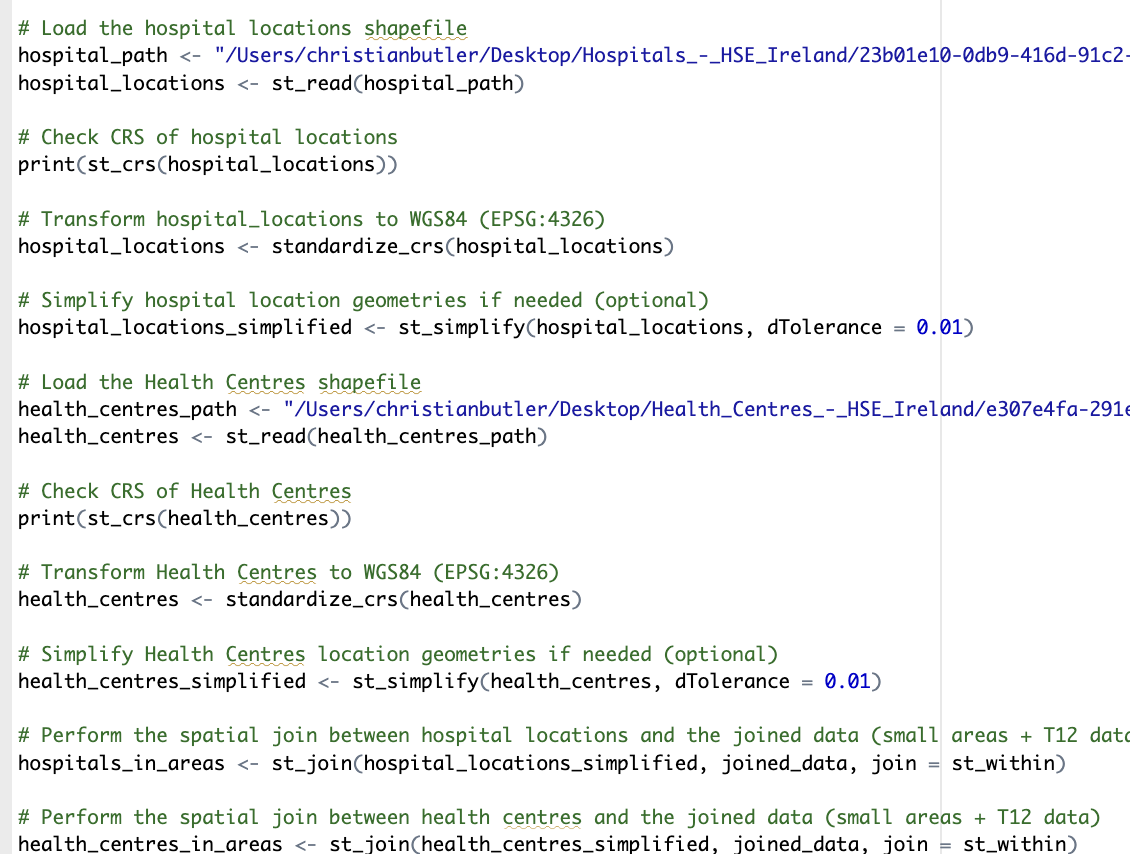 # Load the hospital locations shapefile
hospital_path <- "/Users/christianbutler/Desktop/Hospitals_-_HSE_Ireland/23b01e10-0db9-416d-91c2-
hospital_locations <- st_read(hospital_path)
# Check CRS of hospital locations
print(st_crs(hospital_locations))
# Transform hospital_locations to WGS84 (EPSG:4326)
hospital_locations <- standardize_crs(hospital_locations)
# Simplify hospital location geometries if needed (optional)
hospital_locations_simplified <- st_simplify(hospital_locations, dTolerance = 0.01)
# Load the Health Centres shapefile
health_centres_path <- "/Users/christianbutler/Desktop/Health_Centres_-_HSE_Ireland/e307e4fa-291e
health_centres <- st_read(health_centres_path)
# Check CRS of Health Centres
print(st_crs(health_centres))
# Transform Health Centres to WGS84 (EPSG:4326)
health_centres <- standardize_crs(health_centres)
# Simplify Health Centres location geometries if needed (optional)
health_centres_simplified <- st_simplify(health_centres, dTolerance = 0.01)
# Perform the spatial join between hospital locations and the joined data (small areas + T12 data
hospitals_in_areas <- st_join(hospital_locations_simplified, joined_data, join = st_within)
# Perform the spatial join between health centres and the joined data (small areas + T12 data)
health_centres_in_areas <- st_join(health_centres_simplified, joined_data, join = st_within)